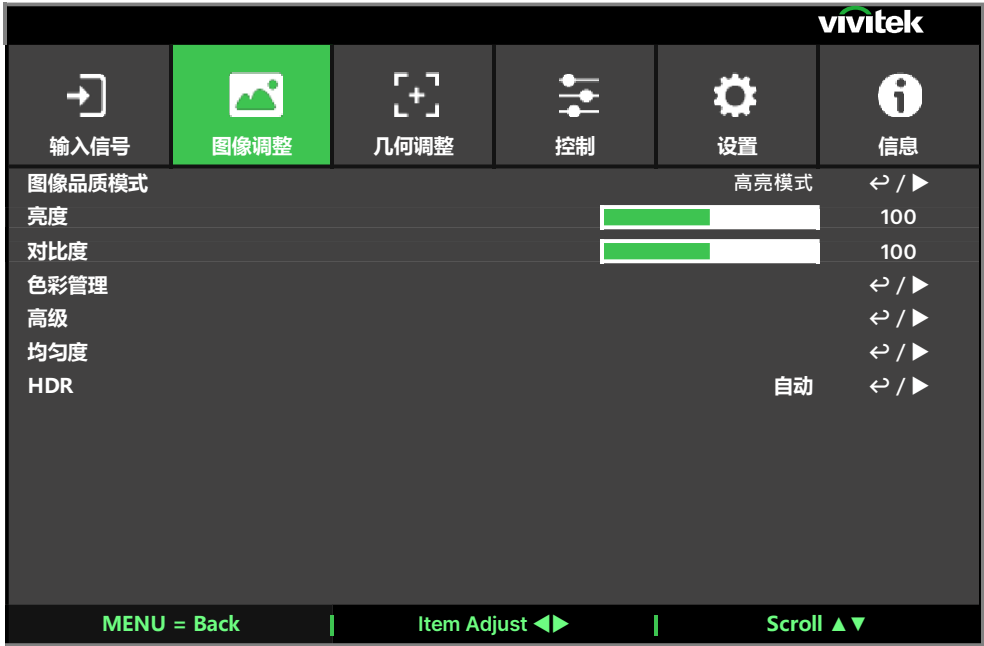 vivitek
输入信号 图像调整 几何调整 控制 设置 信息
图像品质模式 高亮模式 /
亮度 100
对比度 100
色彩管理 /
高级 /
均匀度 /
HDR 自动 /
MENU = Back Item Adjust ◀▶ Scroll ▲▼